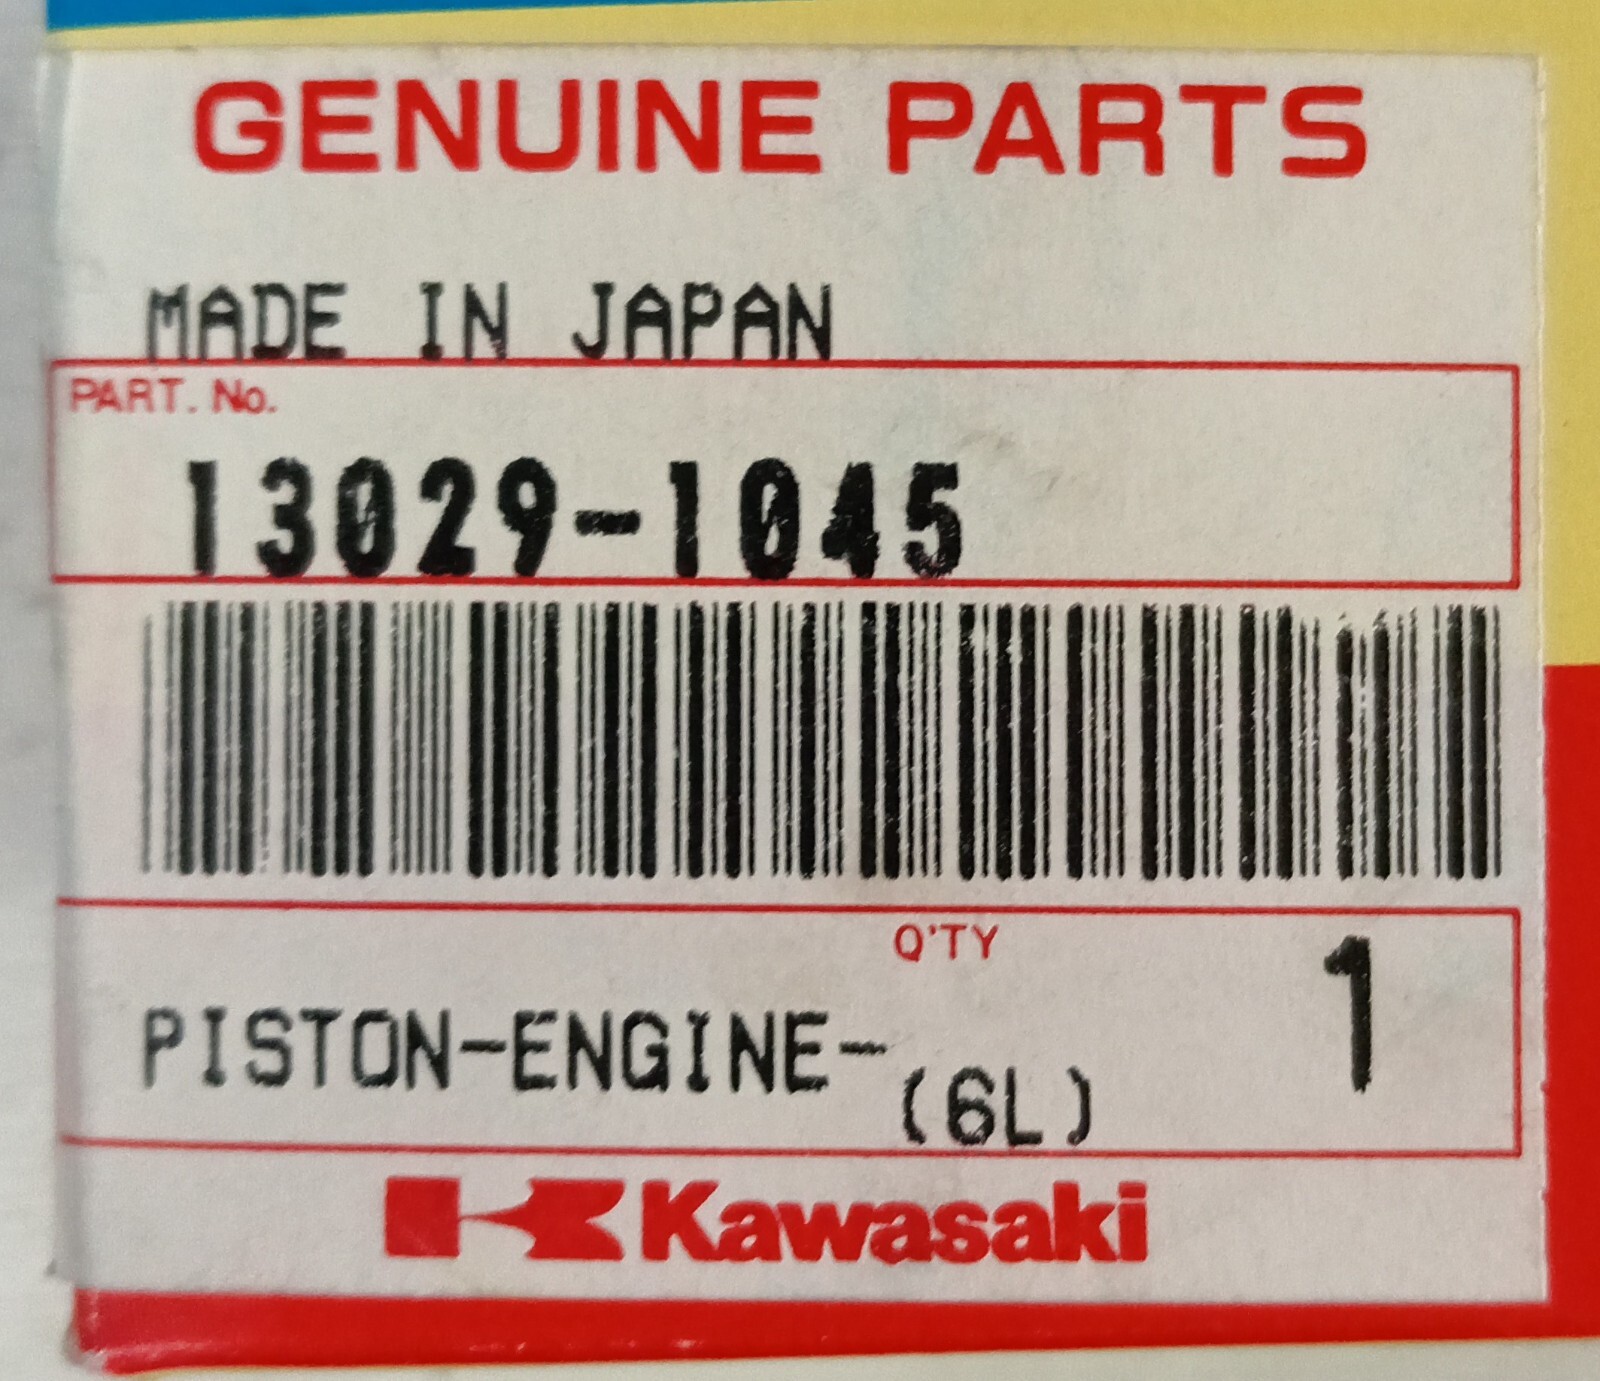 GENUINE PARTS
MADE IN JAPAN
PART. No.
13029-1045
Q'TY
1
PISTON-ENGINE-
(6L)
Kawasaki